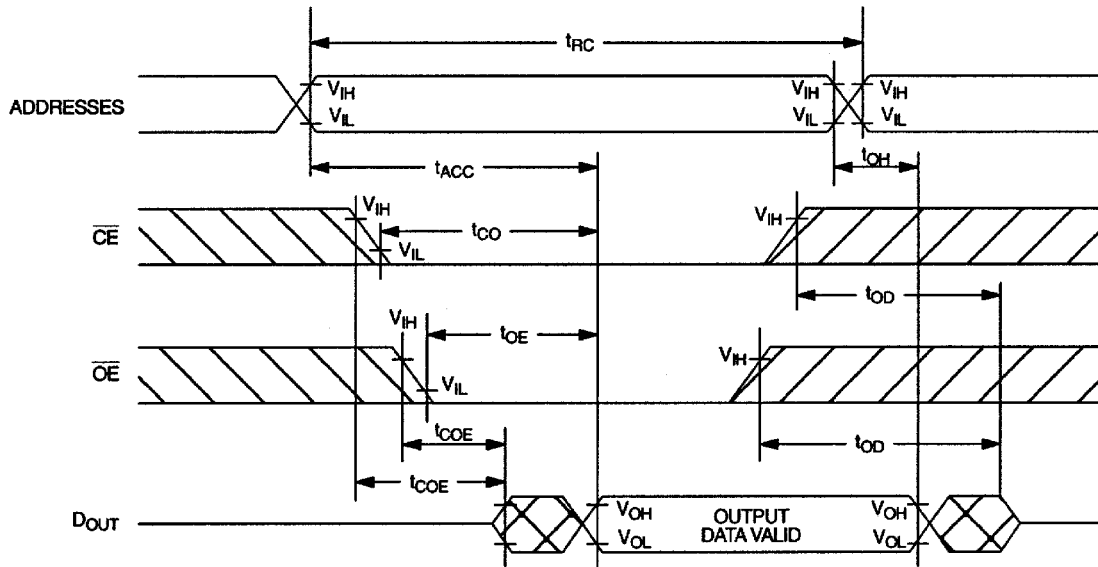 tRC
ADDRESSES
VIH
VIL
VIH
VIL
VIH
VIL
tACC
tOH
CE
VIH
VIL
tCO
VIH
tOD
OE
VIH
VIL
tOE
VIH
tCOE
tOD
tCOE
DOUT
VOH
VOL
OUTPUT
DATA VALID
VOH
VOL